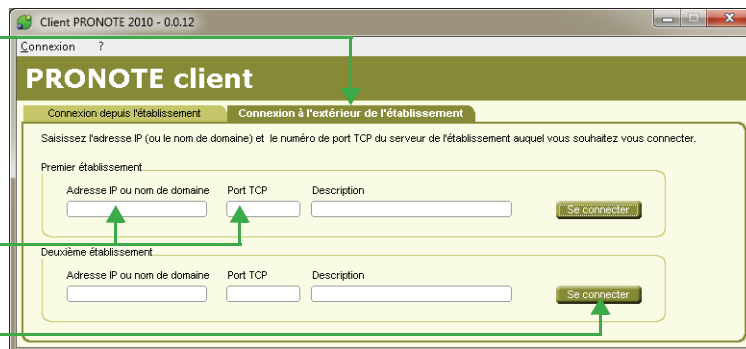 Client PRONOTE 2010 - 0.0.12
Connexion ?
PRONOTE client
Connexion depuis l'établissement Connexion à l'extérieur de l'établissement
Saisissez l'adresse IP (ou le nom de domaine) et le numéro de port TCP du serveur de l'établissement auquel vous souhaitez vous connecter.
Premier établissement
Adresse IP ou nom de domaine Port TCP Description
Se connecter
Deuxième établissement
Adresse IP ou nom de domaine Port TCP Description
Se connecter